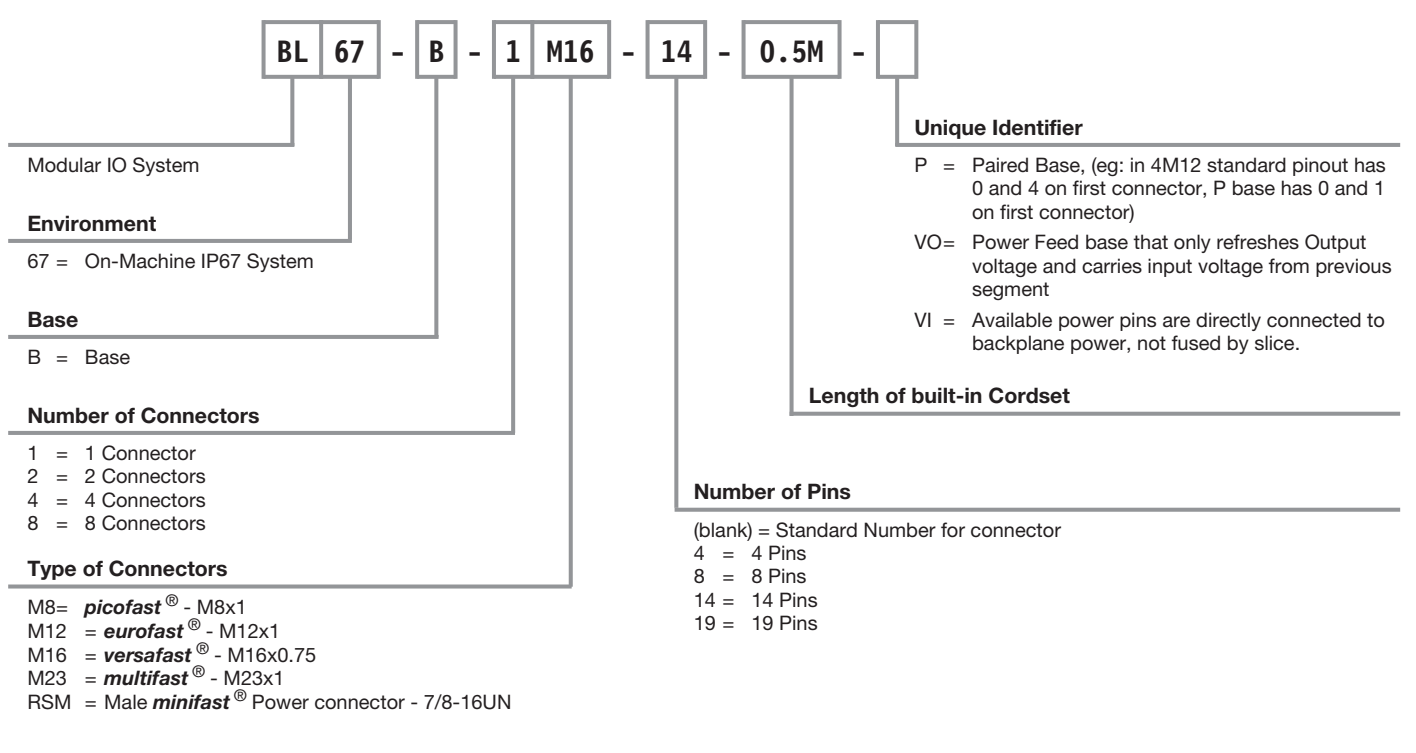 BL 67 - B - 1 M16 - 14 - 0.5M -
Modular IO System
Environment
67 = On-Machine IP67 System
Base
B = Base
Number of Connectors
1 = 1 Connector
2 = 2 Connectors
4 = 4 Connectors
8 = 8 Connectors
Type of Connectors
M8= picofast ® - M8x1
M12 = eurofast ® - M12x1
M16 = versafast ® - M16x0.75
M23 = multifast ® - M23x1
RSM = Male minifast ® Power connector - 7/8-16UN
Unique Identifier
P = Paired Base, (eg: in 4M12 standard pinout has
0 and 4 on first connector, P base has 0 and 1
on first connector)
VO= Power Feed base that only refreshes Output
voltage and carries input voltage from previous
segment
VI = Available power pins are directly connected to
backplane power, not fused by slice.
Length of built-in Cordset
Number of Pins
(blank) = Standard Number for connector
4 = 4 Pins
8 = 8 Pins
14 = 14 Pins
19 = 19 Pins